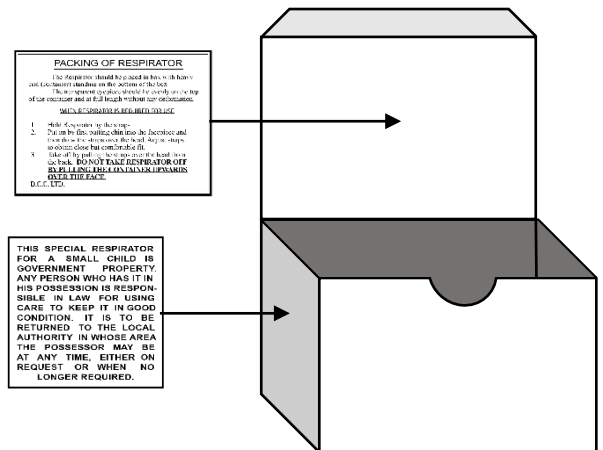 PACKING OF RESPIRATOR
The Respirator should be placed in box with heavy
end (container) standing on the bottom of the box.
The transparent eyepiece should be evenly on the top
of the container and at full length without any deformation.
WHEN RESPIRATOR IS REQUIRED FOR USE
1. Hold Respirator by the straps.
2. Put on by first putting chin into the facepiece and
then draw the straps over the head. Adjust straps
to obtain close but comfortable fit.
3. Take off by pulling the straps over the head from
the back. DO NOT TAKE RESPIRATOR OFF
BY PULLING THE CONTAINER UPWARDS
OVER THE FACE.
B.C.C. LTD.
THIS SPECIAL RESPIRATOR
FOR A SMALL CHILD IS
GOVERNMENT PROPERTY.
ANY PERSON WHO HAS IT IN
HIS POSSESSION IS RESPON-
SIBLE IN LAW FOR USING
CARE TO KEEP IT IN GOOD
CONDITION. IT IS TO BE
RETURNED TO THE LOCAL
AUTHORITY IN WHOSE AREA
THE POSSESSOR MAY BE
AT ANY TIME, EITHER ON
REQUEST OR WHEN NO
LONGER REQUIRED.